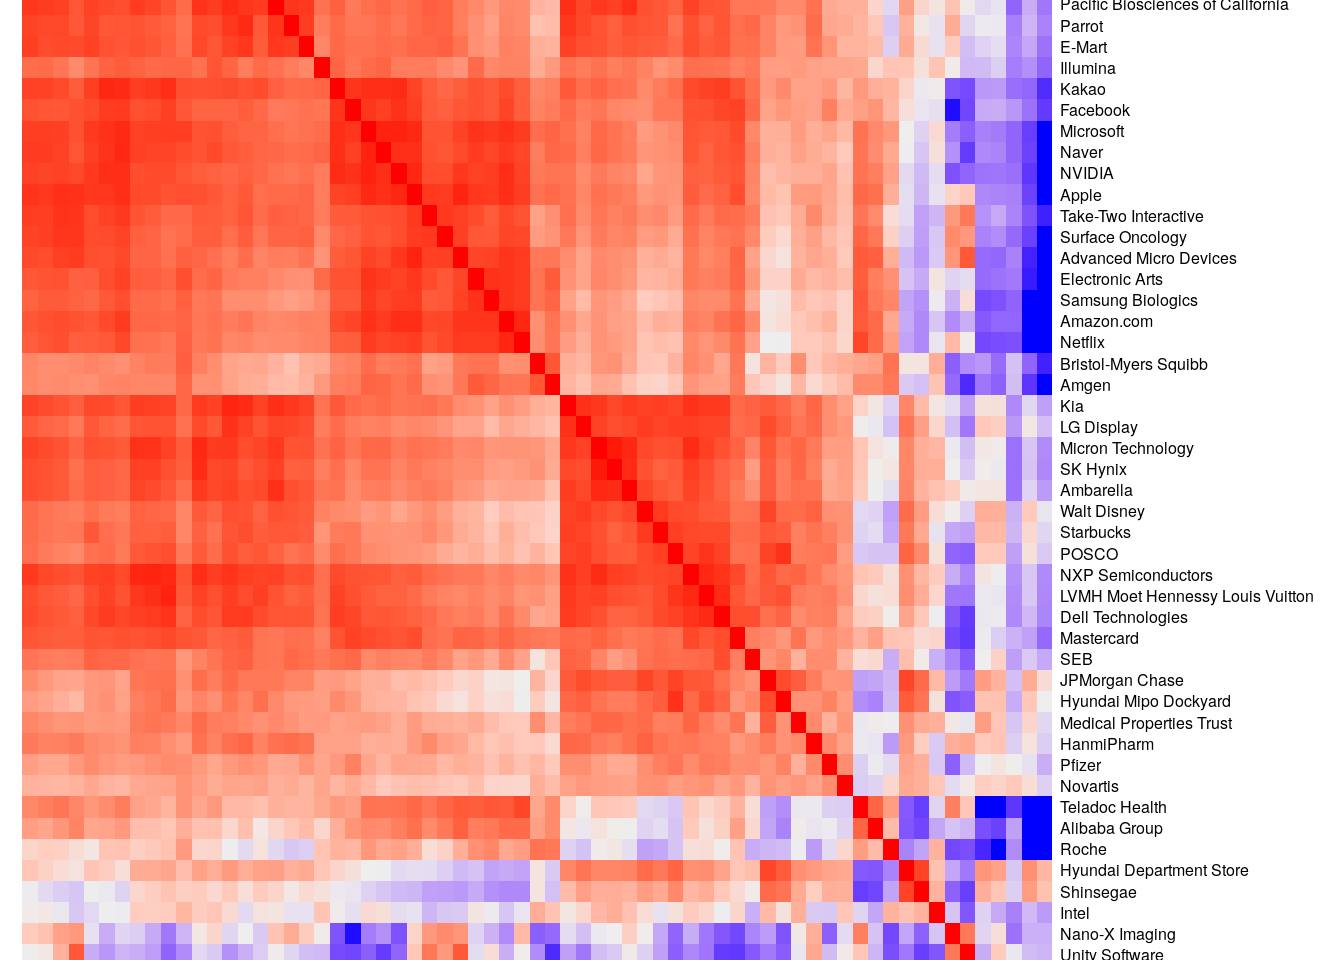 Pacific Biosciences of California
Parrot
E-Mart
Illumina
Kakao
Facebook
Microsoft
Naver
NVIDIA
Apple
Take-Two Interactive
Surface Oncology
Advanced Micro Devices
Electronic Arts
Samsung Biologics
Amazon.com
Netflix
Bristol-Myers Squibb
Amgen
Kia
LG Display
Micron Technology
SK Hynix
Ambarella
Walt Disney
Starbucks
POSCO
NXP Semiconductors
LVMH Moet Hennessy Louis Vuitton
Dell Technologies
Mastercard
SEB
JPMorgan Chase
Hyundai Mipo Dockyard
Medical Properties Trust
HanmiPharm
Pfizer
Novartis
Teladoc Health
Alibaba Group
Roche
Hyundai Department Store
Shinsegae
Intel
Nano-X Imaging
Unity Software